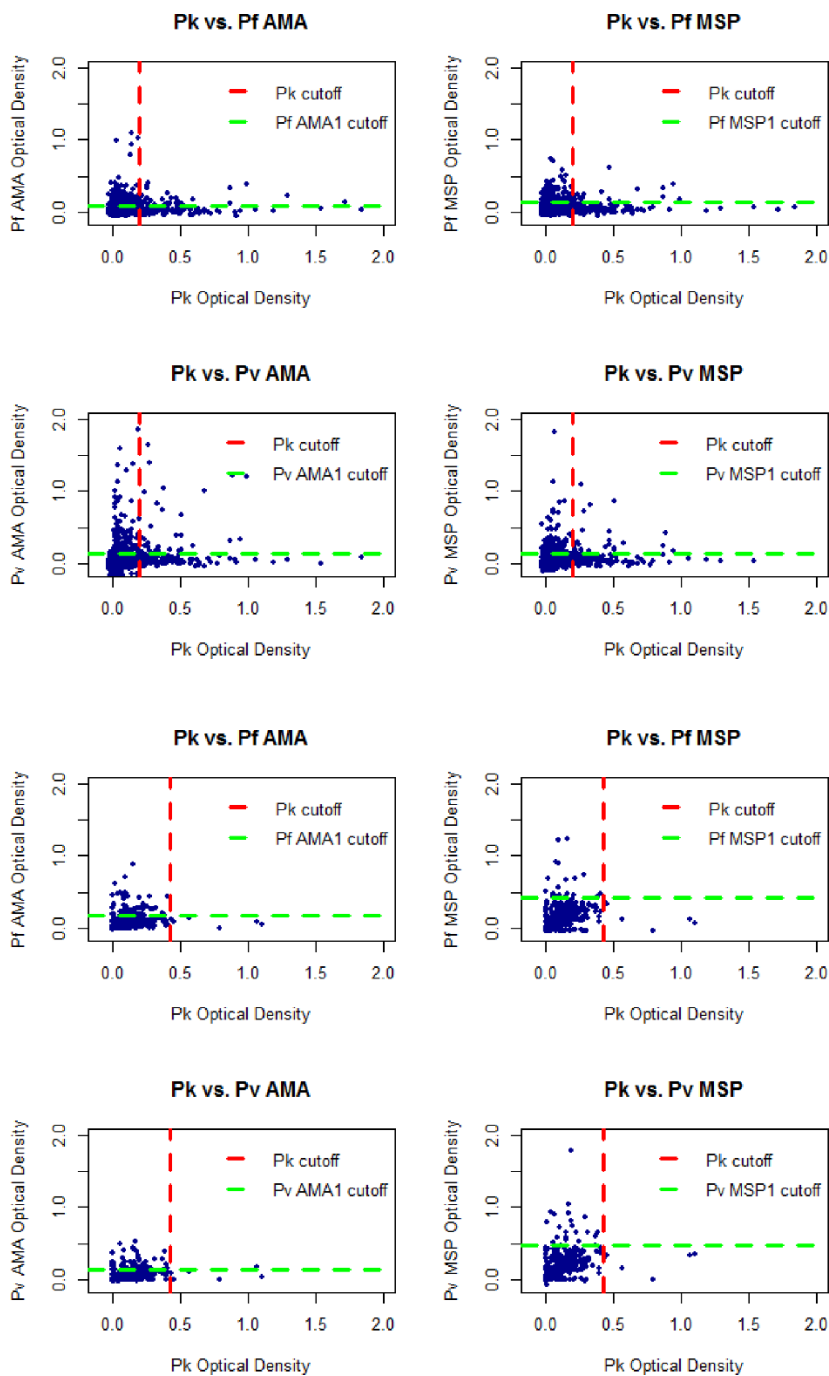 Pk vs. Pf AMA
Pf AMA Optical Density
2.0
1.0
0.0
Pk cutoff
Pf AMA1 cutoff
0.0 0.5 1.0 1.5 2.0
Pk Optical Density
Pk vs. Pf MSP
Pf MSP Optical Density
2.0
1.0
0.0
Pk cutoff
Pf MSP1 cutoff
0.0 0.5 1.0 1.5 2.0
Pk Optical Density
Pk vs. Pv AMA
Pv AMA Optical Density
2.0
1.0
0.0
Pk cutoff
Pv AMA1 cutoff
0.0 0.5 1.0 1.5 2.0
Pk Optical Density
Pk vs. Pv MSP
Pv MSP Optical Density
2.0
1.0
0.0
Pk cutoff
Pv MSP1 cutoff
0.0 0.5 1.0 1.5 2.0
Pk Optical Density
Pk vs. Pf AMA
Pf AMA Optical Density
2.0
1.0
0.0
Pk cutoff
Pf AMA1 cutoff
0.0 0.5 1.0 1.5 2.0
Pk Optical Density
Pk vs. Pf MSP
Pf MSP Optical Density
2.0
1.0
0.0
Pk cutoff
Pf MSP1 cutoff
0.0 0.5 1.0 1.5 2.0
Pk Optical Density
Pk vs. Pv AMA
Pv AMA Optical Density
2.0
1.0
0.0
Pk cutoff
Pv AMA1 cutoff
0.0 0.5 1.0 1.5 2.0
Pk Optical Density
Pk vs. Pv MSP
Pv MSP Optical Density
2.0
1.0
0.0
Pk cutoff
Pv MSP1 cutoff
0.0 0.5 1.0 1.5 2.0
Pk Optical Density